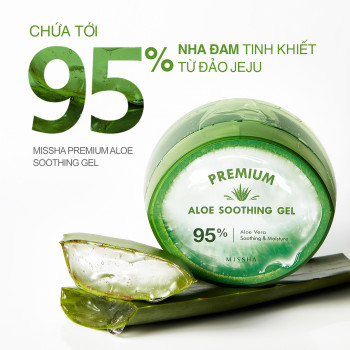 CHỨA TỚI
95%
NHA ĐAM TINH KHIẾT
TỪ ĐẢO JEJU
MISSHA PREMIUM ALOE
SOOTHING GEL
PREMIUM
ALOE SOOTHING GEL
95%
Aloe Vera
Soothing & Moisting
MISSHA